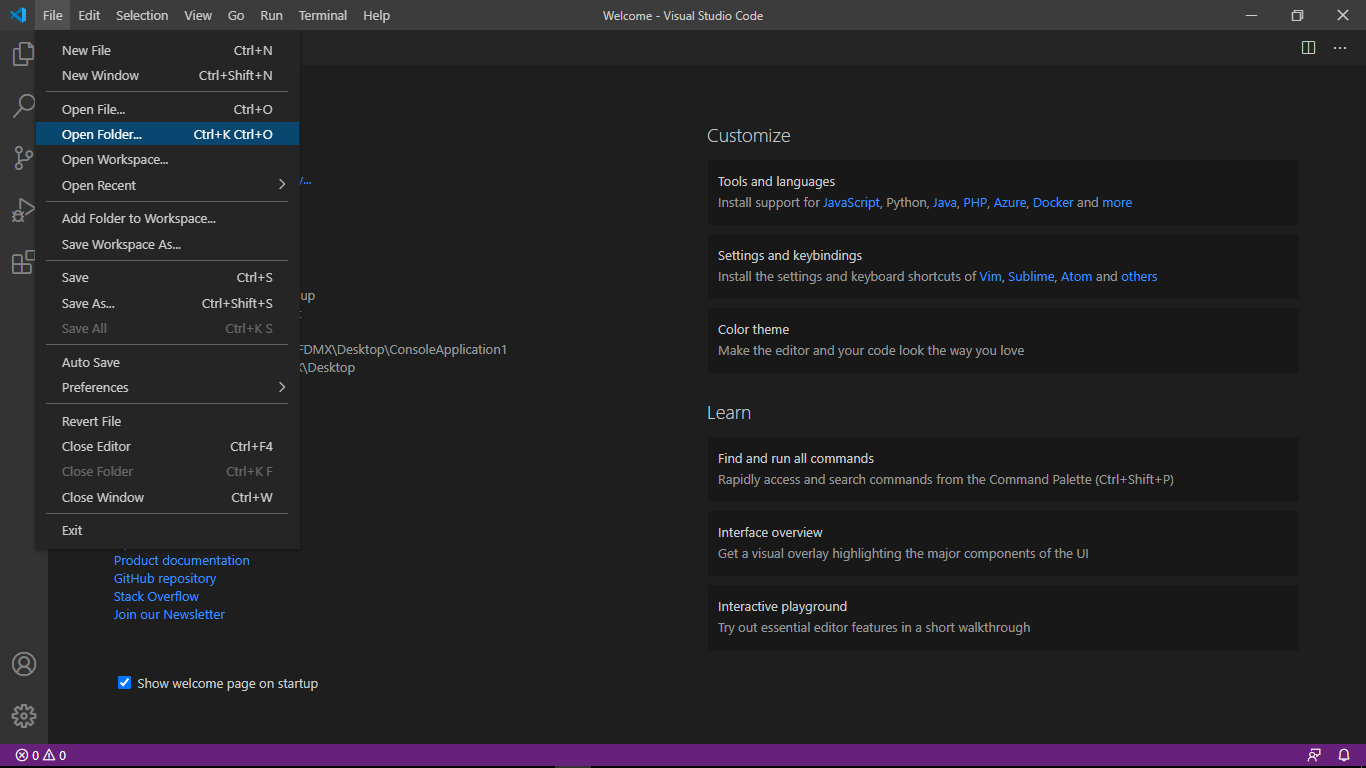 File Edit Selection View Go Run Terminal Help Welcome - Visual Studio Code
New File Ctrl+N
New Window Ctrl+Shift+N
Open File... Ctrl+O
Open Folder... Ctrl+K Ctrl+O
Open Workspace...
Open Recent
Add Folder to Workspace...
Save Workspace As...
Save Ctrl+S
Save As... Ctrl+Shift+S
Save All Ctrl+K S
Auto Save
Preferences
Revert File
Close Editor Ctrl+F4
Close Folder Ctrl+K F
Close Window Ctrl+W
Exit
y...
up
FDMX\Desktop\ConsoleApplication1
X\Desktop
Product documentation
GitHub repository
Stack Overflow
Join our Newsletter
Show welcome page on startup
Customize
Tools and languages
Install support for JavaScript, Python, Java, PHP, Azure, Docker and more
Settings and keybindings
Install the settings and keyboard shortcuts of Vim, Sublime, Atom and others
Color theme
Make the editor and your code look the way you love
Learn
Find and run all commands
Rapidly access and search commands from the Command Palette (Ctrl+Shift+P)
Interface overview
Get a visual overlay highlighting the major components of the UI
Interactive playground
Try out essential editor features in a short walkthrough
0 0